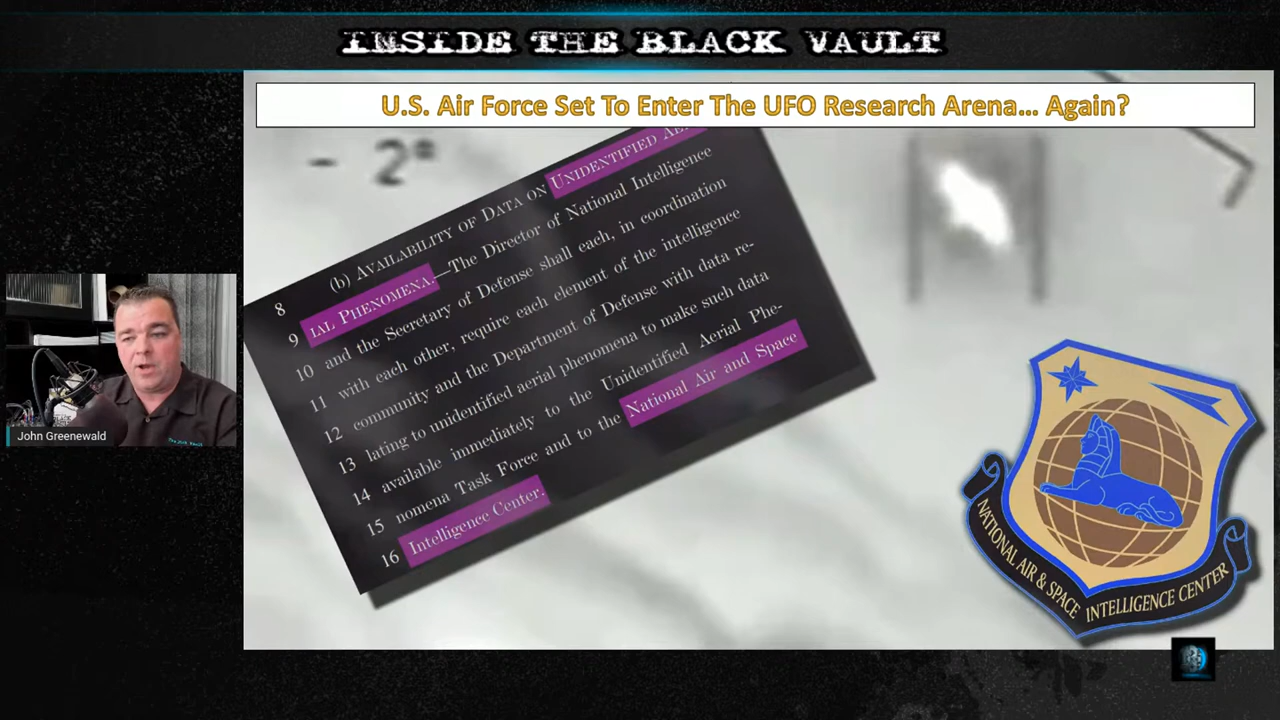 INSIDE THE BLACK VAULT
U.S. Air Force Set To Enter The UFO Research Arena... Again?
- 2°
8 (b) AVAILABILITY OF DATA ON UNIDENTIFIED AER-
9 IAL PHENOMENA.—The Director of National Intelligence
10 and the Secretary of Defense shall each, in coordination
11 with each other, require each element of the intelligence
12 community and the Department of Defense with data re-
13 lating to unidentified aerial phenomena to make such data
14 available immediately to the Unidentified Aerial Phe-
15 nomena Task Force and to the National Air and Space
16 Intelligence Center.
John Greenewald
NATIONAL AIR & SPACE INTELLIGENCE CENTER